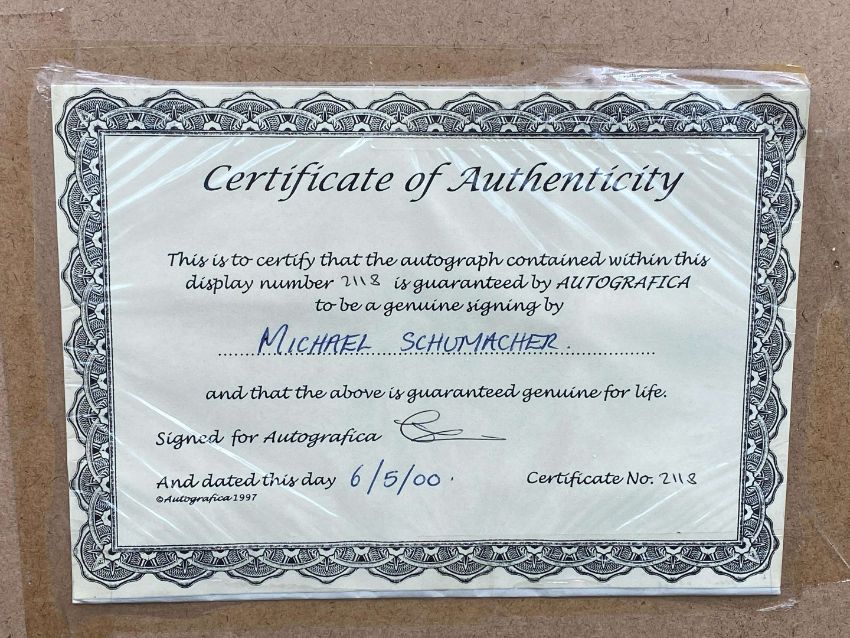 Certificate of Authenticity
This is to certify that the autograph contained within this
display number 2118 is guaranteed by AUTOGRAFICA
to be a genuine signing by
MICHAEL SCHUMACHER.
and that the above is guaranteed genuine for life.
Signed for Autografica
And dated this day 6/5/00. Certificate No. 2118
©Autografica 1997